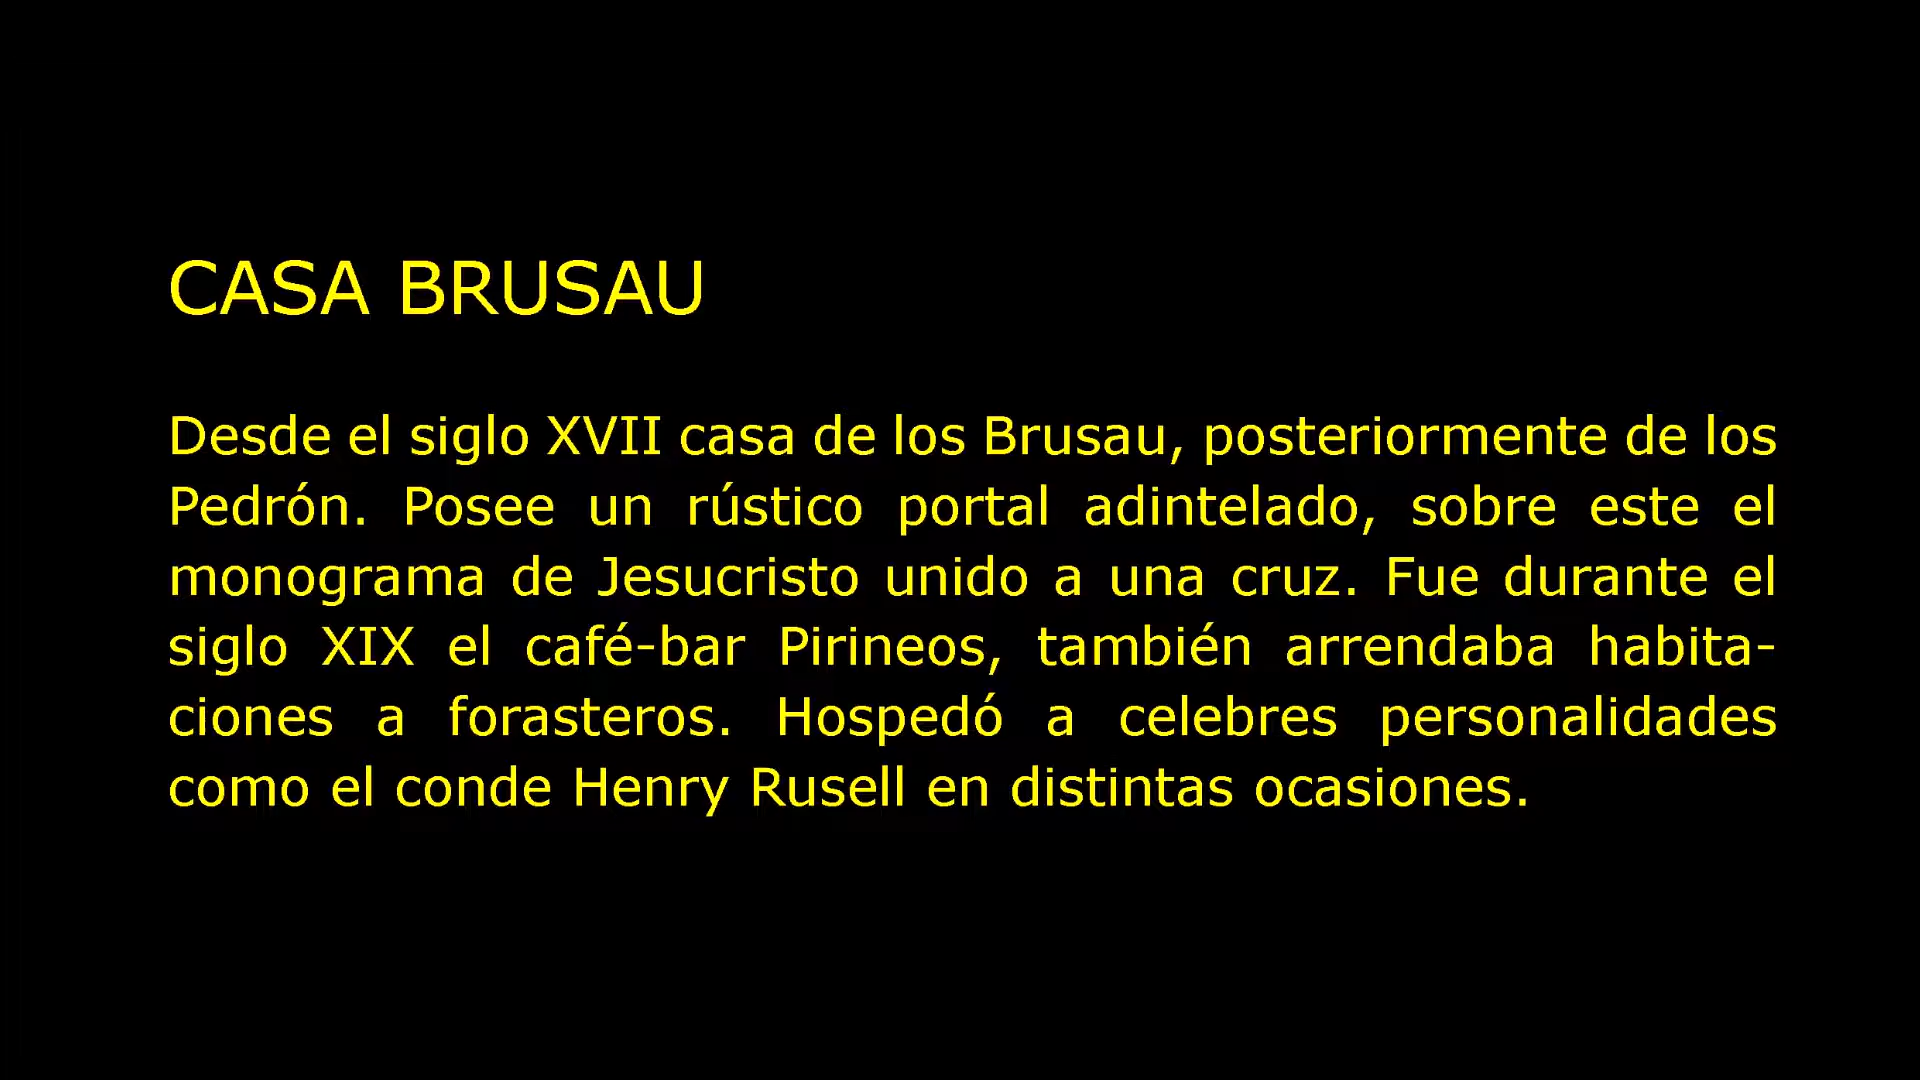 CASA BRUSAU
Desde el siglo XVII casa de los Brusau, posteriormente de los
Pedrón. Posee un rústico portal adintelado, sobre este el
monograma de Jesucristo unido a una cruz. Fue durante el
siglo XIX el café-bar Pirineos, también arrendaba habita-
ciones a forasteros. Hospedó a celebres personalidades
como el conde Henry Rusell en distintas ocasiones.